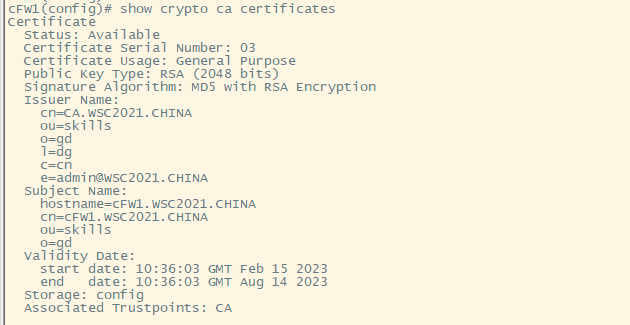 cFW1(config)# show crypto ca certificates
Certificate
  Status: Available
  Certificate Serial Number: 03
  Certificate Usage: General Purpose
  Public Key Type: RSA (2048 bits)
  Signature Algorithm: MD5 with RSA Encryption
  Issuer Name:
    cn=CA.WSC2021.CHINA
    ou=skills
    o=gd
    l=dg
    c=cn
    e=admin@WSC2021.CHINA
  Subject Name:
    hostname=cFW1.WSC2021.CHINA
    cn=cFW1.WSC2021.CHINA
    ou=skills
    o=gd
  Validity Date:
    start date: 10:36:03 GMT Feb 15 2023
    end   date: 10:36:03 GMT Aug 14 2023
  Storage: config
  Associated Trustpoints: CA